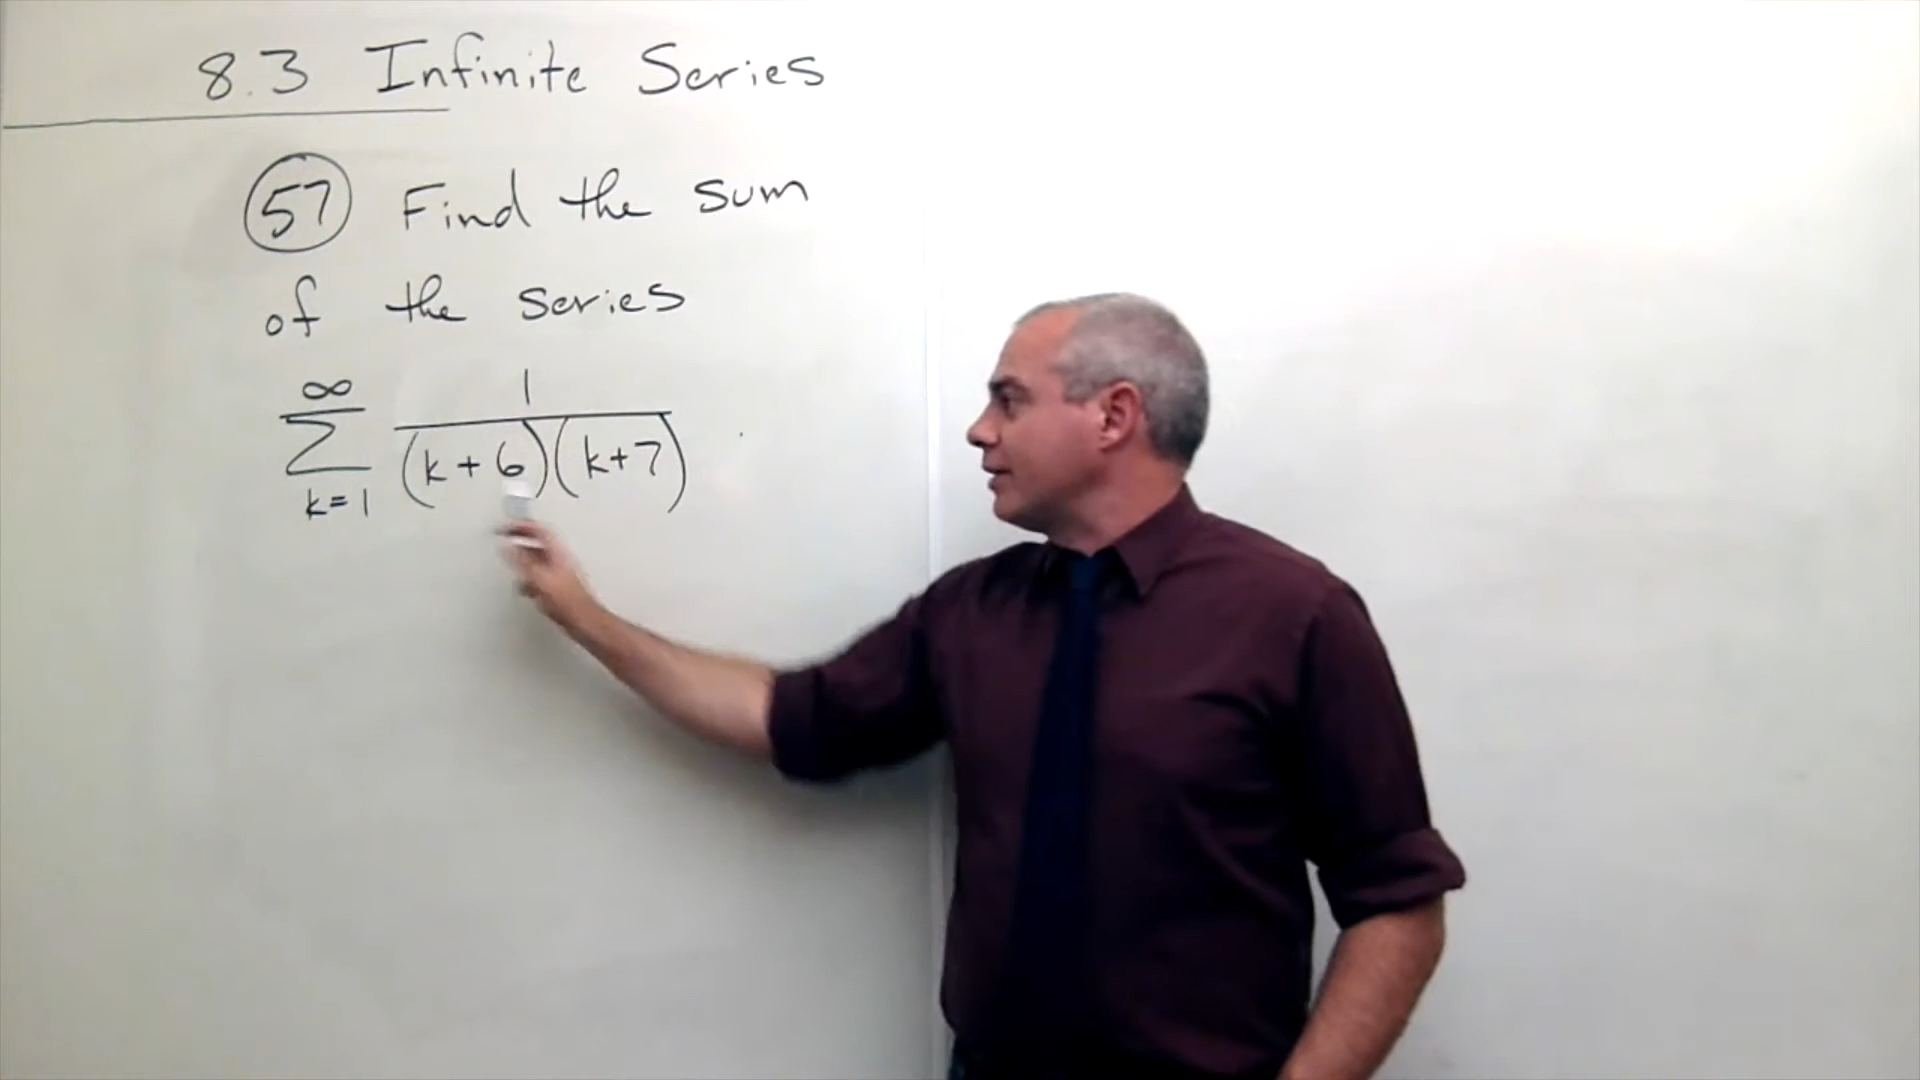 8.3 Infinite Series
57 Find the sum
of the series
∞ 1
∑ (k + 6)(k+7)
k=1